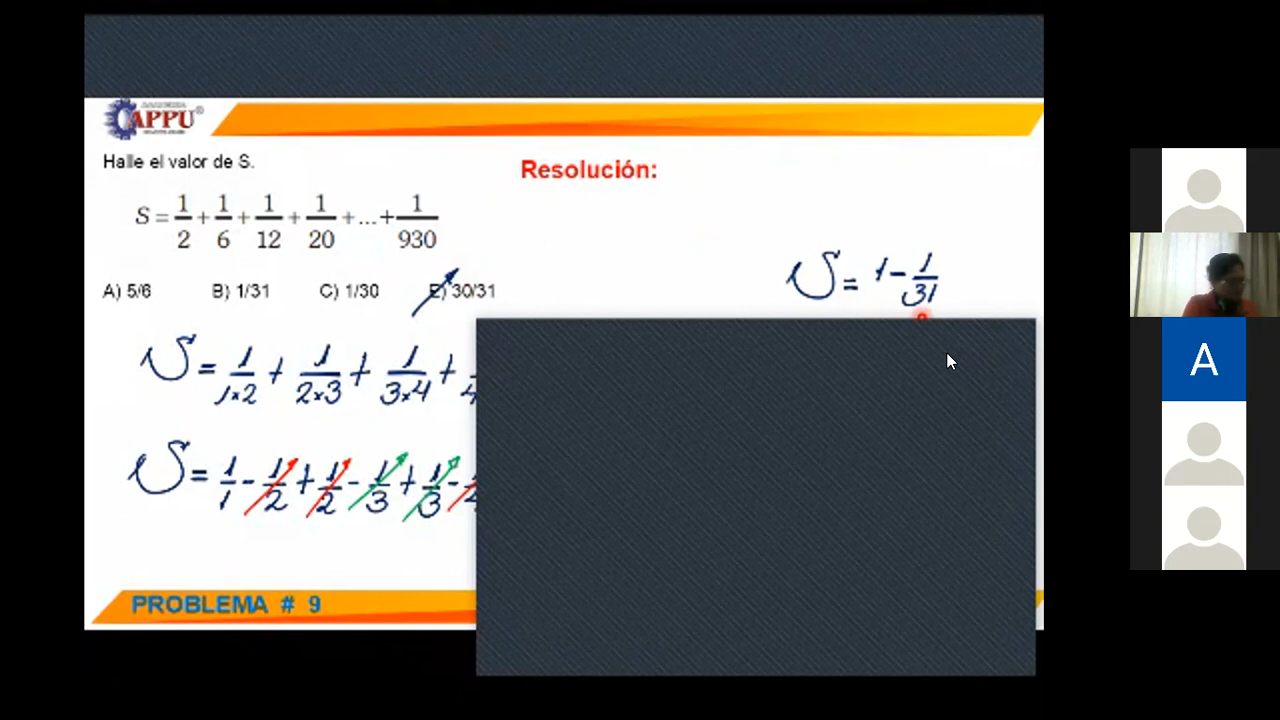 APPU®
Halle el valor de S.
Resolución:
S = 1/2 + 1/6 + 1/12 + 1/20 + ... + 1/930
A) 5/6 B) 1/31 C) 1/30 E) 30/31
S = 1 - 1/31
S = 1/1×2 + 1/2×3 + 1/3×4 +
S = 1/1 - 1/2 + 1/2 - 1/3 + 1/3 -
PROBLEMA # 9
A